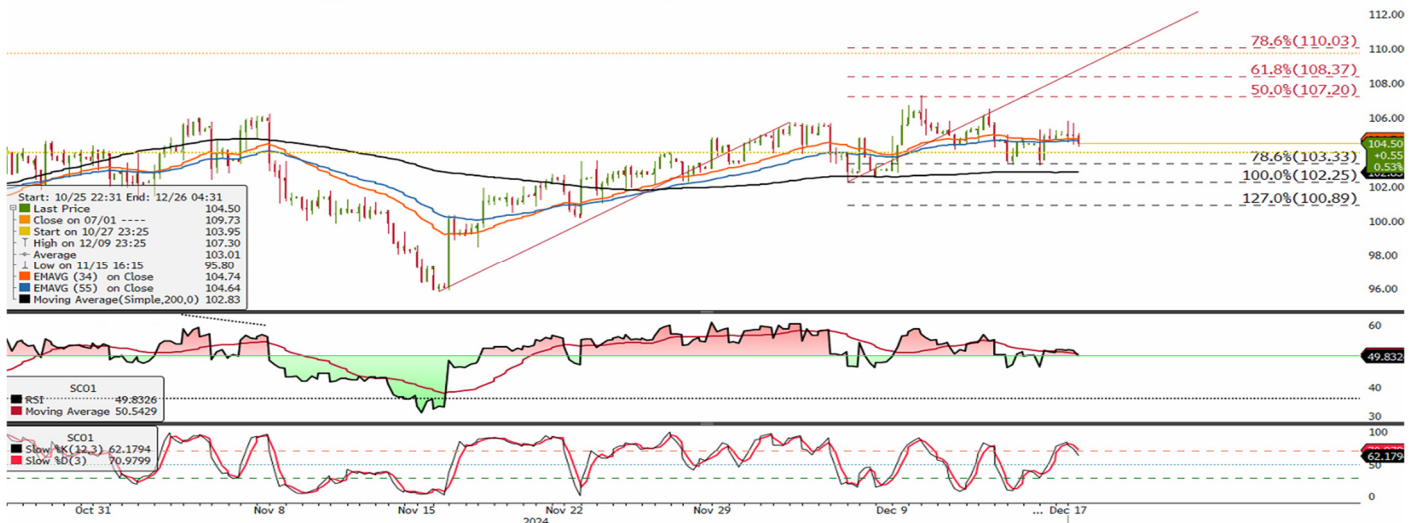 112.00
78.6%(110.03)
110.00
61.8%(108.37)
108.00
50.0%(107.20)
106.00
104.50
+0.55
0.53%
78.6%(103.33)
100.0%(102.25)
102.00
127.0%(100.89)
100.00
98.00
96.00
Start: 10/25 22:31 End: 12/26 04:31
Last Price 104.50
Close on 07/01 ---- 109.73
Start on 10/27 23:25 103.95
High on 12/09 23:25 107.30
Average 103.01
Low on 11/15 16:15 95.80
EMAVG (34) on Close 104.74
EMAVG (55) on Close 104.64
Moving Average(Simple,200,0) 102.83
60
49.8326
40
30
SCO1
RSI 49.8326
Moving Average 50.5429
SCO1
Slow %K(12,3) 62.1794
Slow %D(3) 70.9799
100
62.1794
50
0
Oct 31 Nov 8 Nov 15 Nov 22 Nov 29 Dec 9 ... Dec 17
2024